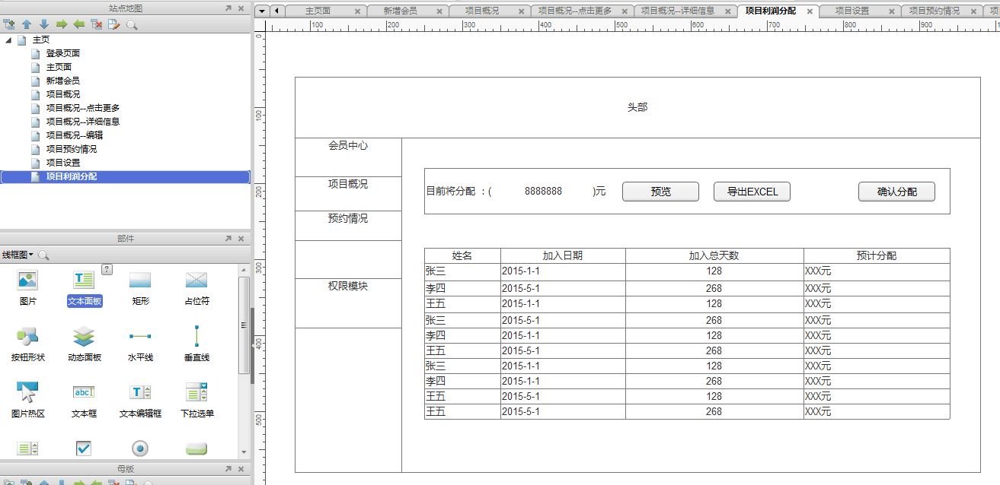 站点地图
主页
登录页面
主页面
新增会员
项目概况
项目概况--点击更多
项目概况--详细信息
项目概况--编辑
项目预约情况
项目设置
项目利润分配
部件
线框图
?
图片 文本面板 矩形 占位符
按钮形状 动态面板 水平线 垂直线
abc
图片热区 文本框 文本编辑框 下拉选单
母版
主页面 新增会员 项目概况 项目概况--点击更多 项目概况--详细信息 项目利润分配 项目设置 项目预约情况 项
100 200 300 400 500 600 700 800 900
0
100
200
300
400
500
头部
会员中心
项目概况
预约情况
权限模块
目前将分配 ：( 8888888 )元 预览 导出EXCEL 确认分配
姓名 加入日期 加入总天数 预计分配
张三 2015-1-1 128 XXX元
李四 2015-5-1 268 XXX元
王五 2015-1-1 128 XXX元
张三 2015-5-1 268 XXX元
李四 2015-1-1 128 XXX元
王五 2015-5-1 268 XXX元
张三 2015-1-1 128 XXX元
李四 2015-1-1 268 XXX元
王五 2015-5-1 128 XXX元
王五 2015-5-1 268 XXX元